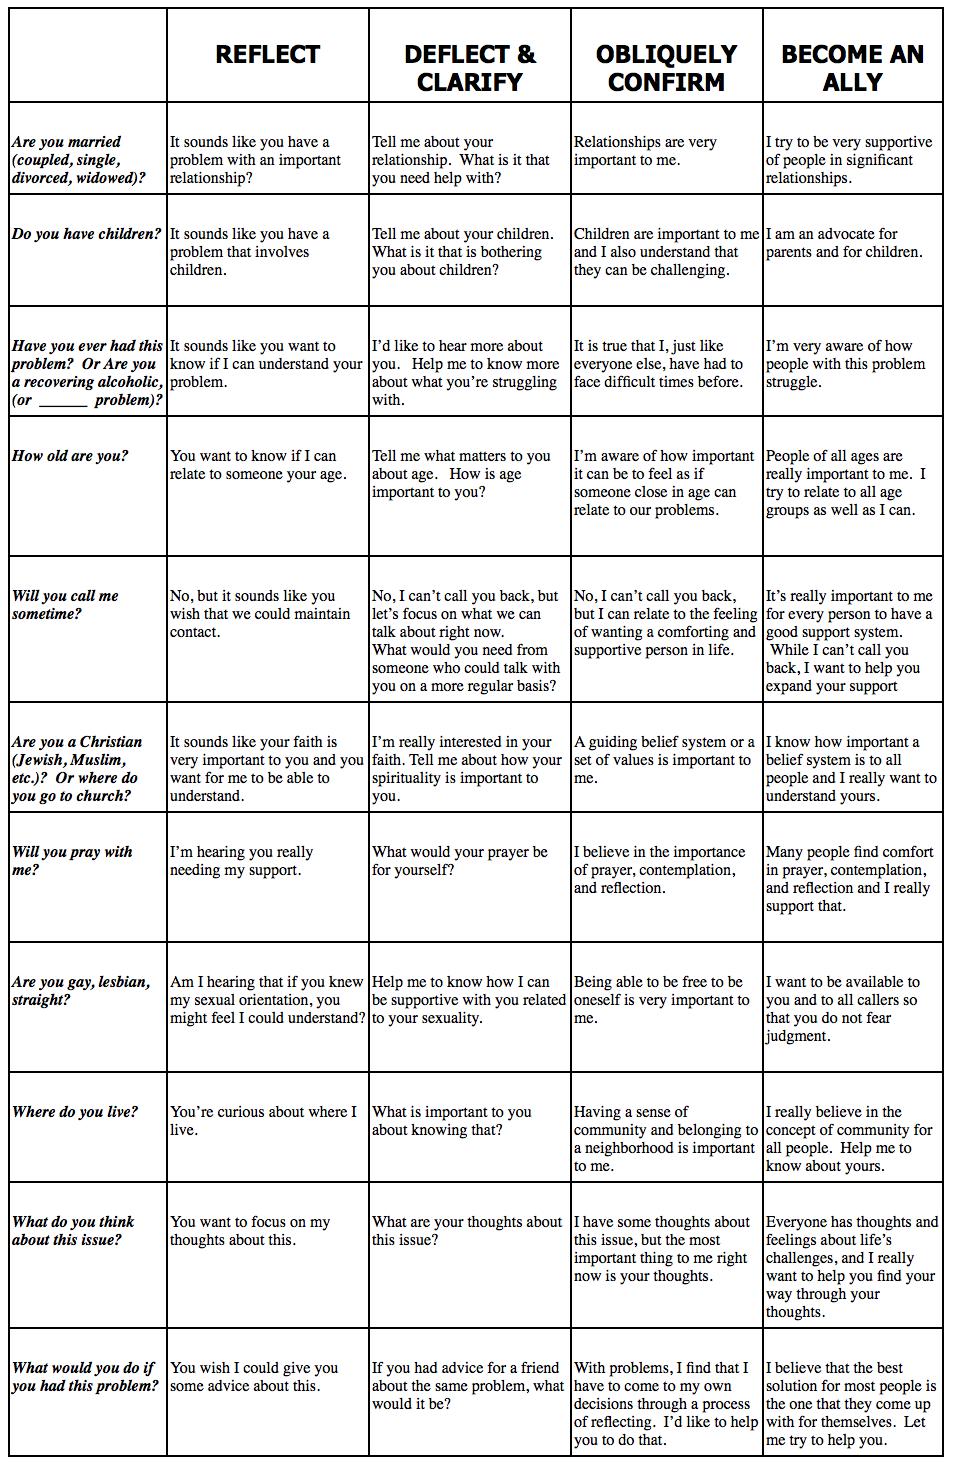 REFLECT
DEFLECT &
CLARIFY
OBLIQUELY
CONFIRM
BECOME AN
ALLY
Are you married
(coupled, single,
divorced, widowed)?
It sounds like you have a
problem with an important
relationship?
Tell me about your
relationship.  What is it that
you need help with?
Relationships are very
important to me.
I try to be very supportive
of people in significant
relationships.
Do you have children?
It sounds like you have a
problem that involves
children.
Tell me about your children.
What is it that is bothering
you about children?
Children are important to me
and I also understand that
they can be challenging.
I am an advocate for
parents and for children.
Have you ever had this
problem?  Or Are you
a recovering alcoholic,
(or ______ problem)?
It sounds like you want to
know if I can understand your
problem.
I’d like to hear more about
you.  Help me to know more
about what you’re struggling
with.
It is true that I, just like
everyone else, have had to
face difficult times before.
I’m very aware of how
people with this problem
struggle.
How old are you?
You want to know if I can
relate to someone your age.
Tell me what matters to you
about age.  How is age
important to you?
I’m aware of how important
it can be to feel as if
someone close in age can
relate to our problems.
People of all ages are
really important to me.  I
try to relate to all age
groups as well as I can.
Will you call me
sometime?
No, but it sounds like you
wish that we could maintain
contact.
No, I can’t call you back, but
let’s focus on what we can
talk about right now.
What would you need from
someone who could talk with
you on a more regular basis?
No, I can’t call you back,
but I can relate to the feeling
of wanting a comforting and
supportive person in life.
It’s really important to me
for every person to have a
good support system.
While I can’t call you
back, I want to help you
expand your support
Are you a Christian
(Jewish, Muslim,
etc.)?  Or where do
you go to church?
It sounds like your faith is
very important to you and you
want for me to be able to
understand.
I’m really interested in your
faith. Tell me about how your
spirituality is important to
you.
A guiding belief system or a
set of values is important to
me.
I know how important a
belief system is to all
people and I really want to
understand yours.
Will you pray with
me?
I’m hearing you really
needing my support.
What would your prayer be
for yourself?
I believe in the importance
of prayer, contemplation,
and reflection.
Many people find comfort
in prayer, contemplation,
and reflection and I really
support that.
Are you gay, lesbian,
straight?
Am I hearing that if you knew
my sexual orientation, you
might feel I could understand?
Help me to know how I can
be supportive with you related
to your sexuality.
Being able to be free to be
oneself is very important to
me.
I want to be available to
you and to all callers so
that you do not fear
judgment.
Where do you live?
You’re curious about where I
live.
What is important to you
about knowing that?
Having a sense of
community and belonging to
a neighborhood is important
to me.
I really believe in the
concept of community for
all people.  Help me to
know about yours.
What do you think
about this issue?
You want to focus on my
thoughts about this.
What are your thoughts about
this issue?
I have some thoughts about
this issue, but the most
important thing to me right
now is your thoughts.
Everyone has thoughts and
feelings about life’s
challenges, and I really
want to help you find your
way through your
thoughts.
What would you do if
you had this problem?
You wish I could give you
some advice about this.
If you had advice for a friend
about the same problem, what
would it be?
With problems, I find that I
have to come to my own
decisions through a process
of reflecting.  I’d like to help
you to do that.
I believe that the best
solution for most people is
the one that they come up
with for themselves.  Let
me try to help you.